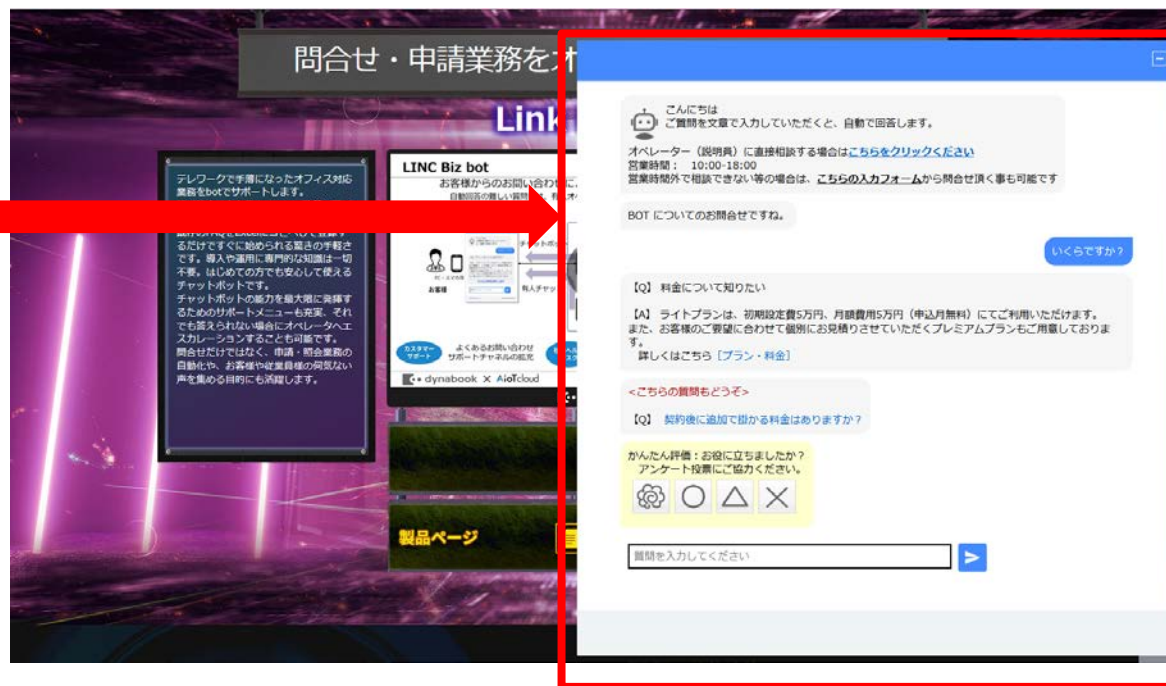 問合せ・申請業務をオ
Link
テレワークで手薄になったオフィス対応
業務をbotでサポートします。
るだけですぐに始められる驚きの手軽さ
です。導入や運用に専門的な知識は一切
不要。はじめての方でも安心して使える
チャットボットです。
チャットボットの能力を最大限に発揮す
るためのサポートメニューも充実、それ
でも答えられない場合にオペレータへエ
スカレーションすることも可能です。
問合せだけではなく、申請・照会業務の
自動化や、お客様や従業員様の何気ない
声を集める目的にも活躍します。
LINC Biz bot
お客様からのお問い合わせに
自動回答の難しい質問
チャットボット
お客様
有人チャッ
カスタマー
サポート
よくあるお問い合わせ
サポートチャネルの拡充
dynabook × AIoTcloud
製品ページ
こんにちは
ご質問を文章で入力していただくと、自動で回答します。
オペレーター（説明員）に直接相談する場合はこちらをクリックください
営業時間： 10:00-18:00
営業時間外で相談できない等の場合は、こちらの入力フォームから問合せ頂く事も可能です
BOT についてのお問合せですね。
いくらですか？
【Q】 料金について知りたい
【A】 ライトプランは、初期設定費5万円、月額費用5万円（申込月無料）にてご利用いただけます。
また、お客様のご要望に合わせて個別にお見積りさせていただくプレミアムプランもご用意しておりま
す。
詳しくはこちら [プラン・料金]
<こちらの質問もどうぞ>
【Q】 契約後に追加で掛かる料金はありますか？
かんたん評価：お役に立ちましたか？
アンケート投票にご協力ください。
質問を入力してください